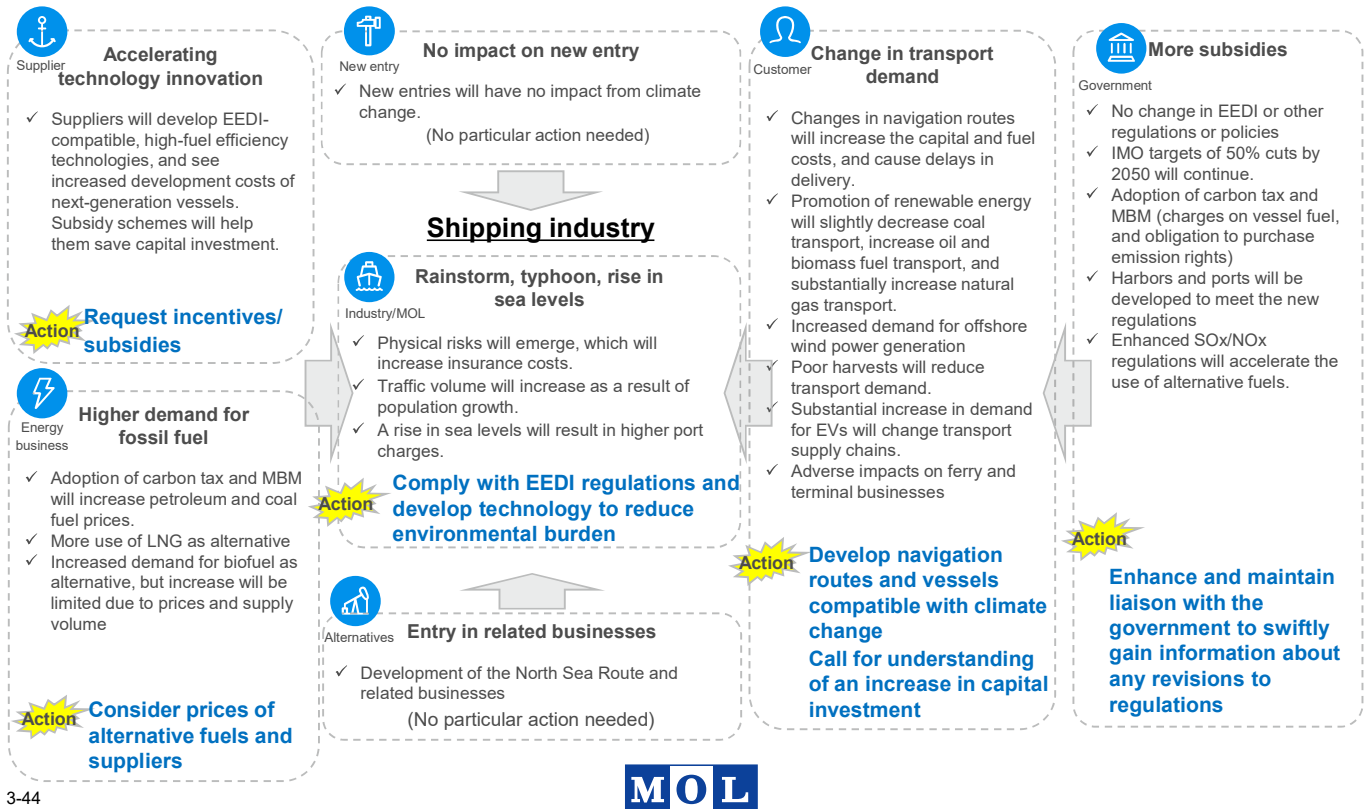 Supplier
Accelerating
technology innovation
✓ Suppliers will develop EEDI-
compatible, high-fuel efficiency
technologies, and see
increased development costs of
next-generation vessels.
Subsidy schemes will help
them save capital investment.
Action
Request incentives/
subsidies
Energy
business
Higher demand for
fossil fuel
✓ Adoption of carbon tax and MBM
will increase petroleum and coal
fuel prices.
✓ More use of LNG as alternative
✓ Increased demand for biofuel as
alternative, but increase will be
limited due to prices and supply
volume
Action
Consider prices of
alternative fuels and
suppliers
New entry
No impact on new entry
✓ New entries will have no impact from climate
change.
(No particular action needed)
Shipping industry
Industry/MOL
Rainstorm, typhoon, rise in
sea levels
✓ Physical risks will emerge, which will
increase insurance costs.
✓ Traffic volume will increase as a result of
population growth.
✓ A rise in sea levels will result in higher port
charges.
Action
Comply with EEDI regulations and
develop technology to reduce
environmental burden
Alternatives
Entry in related businesses
✓ Development of the North Sea Route and
related businesses
(No particular action needed)
Customer
Change in transport
demand
✓ Changes in navigation routes
will increase the capital and fuel
costs, and cause delays in
delivery.
✓ Promotion of renewable energy
will slightly decrease coal
transport, increase oil and
biomass fuel transport, and
substantially increase natural
gas transport.
✓ Increased demand for offshore
wind power generation
✓ Poor harvests will reduce
transport demand.
✓ Substantial increase in demand
for EVs will change transport
supply chains.
✓ Adverse impacts on ferry and
terminal businesses
Action
Develop navigation
routes and vessels
compatible with climate
change
Call for understanding
of an increase in capital
investment
Government
More subsidies
✓ No change in EEDI or other
regulations or policies
✓ IMO targets of 50% cuts by
2050 will continue.
✓ Adoption of carbon tax and
MBM (charges on vessel fuel,
and obligation to purchase
emission rights)
✓ Harbors and ports will be
developed to meet the new
regulations
✓ Enhanced SOx/NOx
regulations will accelerate the
use of alternative fuels.
Action
Enhance and maintain
liaison with the
government to swiftly
gain information about
any revisions to
regulations
3-44
MOL